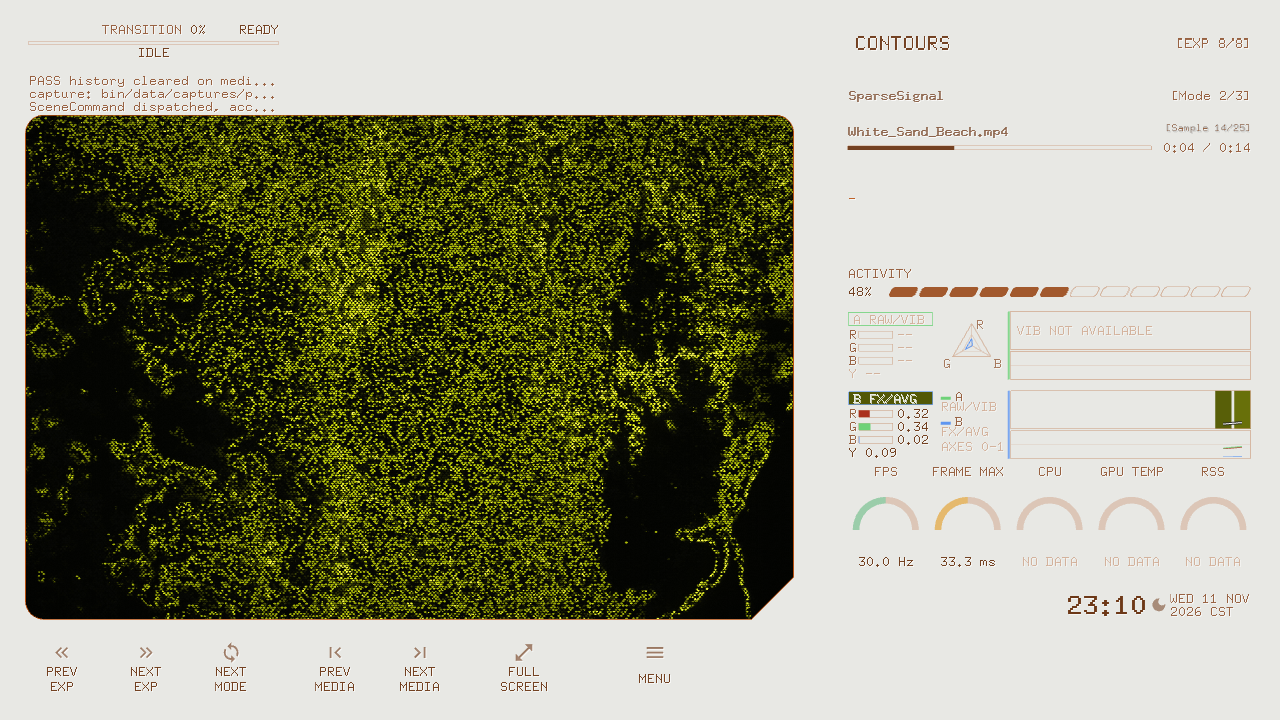 TRANSITION 0% READY
IDLE
PASS history cleared on medi...
capture: bin/data/captures/p...
SceneCommand dispatched, acc...
CONTOURS [EXP 8/8]
SparseSignal [Mode 2/3]
White_Sand_Beach.mp4 [Sample 14/25]
0:04 / 0:14
–
ACTIVITY
48%
A RAW/VIB
R --
G --
B --
Y --
R
G B
VIB NOT AVAILABLE
B FX/AVG
R 0.32
G 0.34
B 0.02
Y 0.09
A
RAW/VIB
B
FX/AVG
AXES 0-1
FPS FRAME MAX CPU GPU TEMP RSS
30.0 Hz 33.3 ms NO DATA NO DATA NO DATA
23:10 WED 11 NOV
2026 CST
PREV EXP
NEXT EXP
NEXT MODE
PREV MEDIA
NEXT MEDIA
FULL SCREEN
MENU